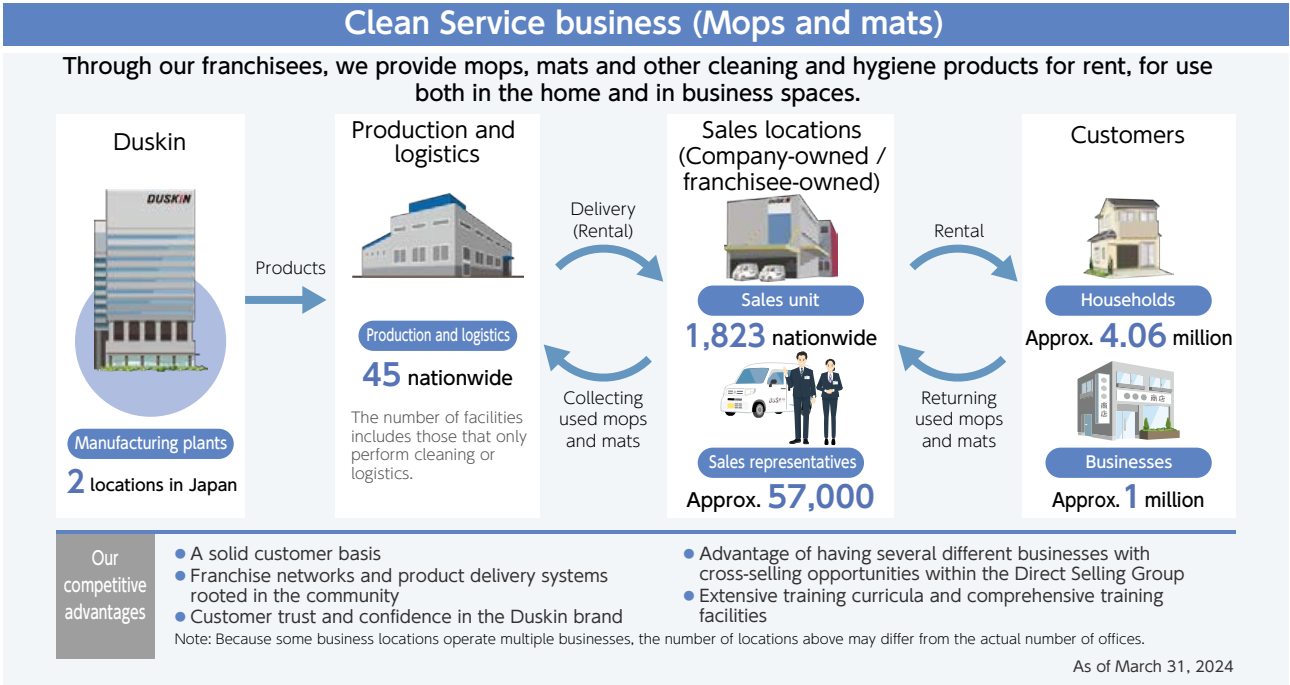 Clean Service business (Mops and mats)
Through our franchisees, we provide mops, mats and other cleaning and hygiene products for rent, for use
both in the home and in business spaces.
Duskin
DUSKIN
Manufacturing plants
2 locations in Japan
Products
Production and
logistics
Production and logistics
45 nationwide
The number of facilities
includes those that only
perform cleaning or
logistics.
Delivery
(Rental)
Collecting
used mops
and mats
Sales locations
(Company-owned /
franchisee-owned)
DUSKIN
Sales unit
1,823 nationwide
DUSKIN
Sales representatives
Approx. 57,000
Rental
Returning
used mops
and mats
Customers
Households
Approx. 4.06 million
○○○商店
○○○商店
Businesses
Approx. 1 million
Our
competitive
advantages
● A solid customer basis
● Franchise networks and product delivery systems
rooted in the community
● Customer trust and confidence in the Duskin brand
● Advantage of having several different businesses with
cross-selling opportunities within the Direct Selling Group
● Extensive training curricula and comprehensive training
facilities
Note: Because some business locations operate multiple businesses, the number of locations above may differ from the actual number of offices.
As of March 31, 2024